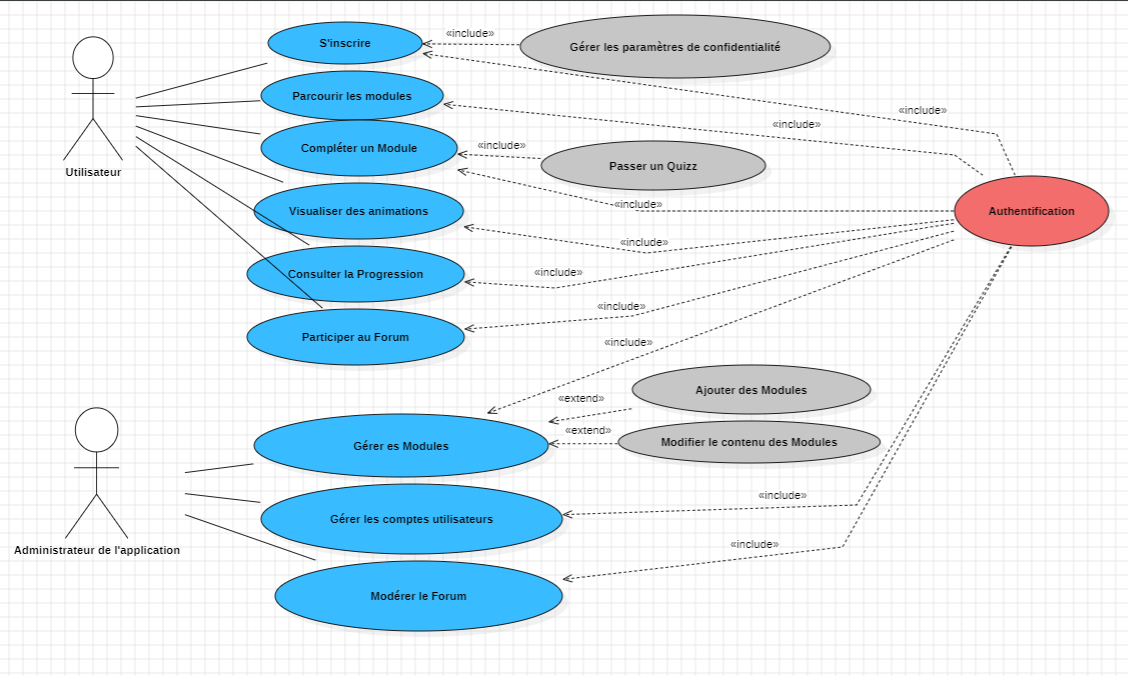 S'inscrire
«include»
Gérer les paramètres de confidentialité
Parcourir les modules
«include»
«include»
Compléter un Module
«include»
Passer un Quizz
Utilisateur
«include»
Visualiser des animations
Authentification
«include»
Consulter la Progression
«include»
«include»
Participer au Forum
«include»
Ajouter des Modules
«extend»
«extend»
Gérer es Modules
Modifier le contenu des Modules
«include»
Gérer les comptes utilisateurs
Administrateur de l'application
«include»
Modérer le Forum